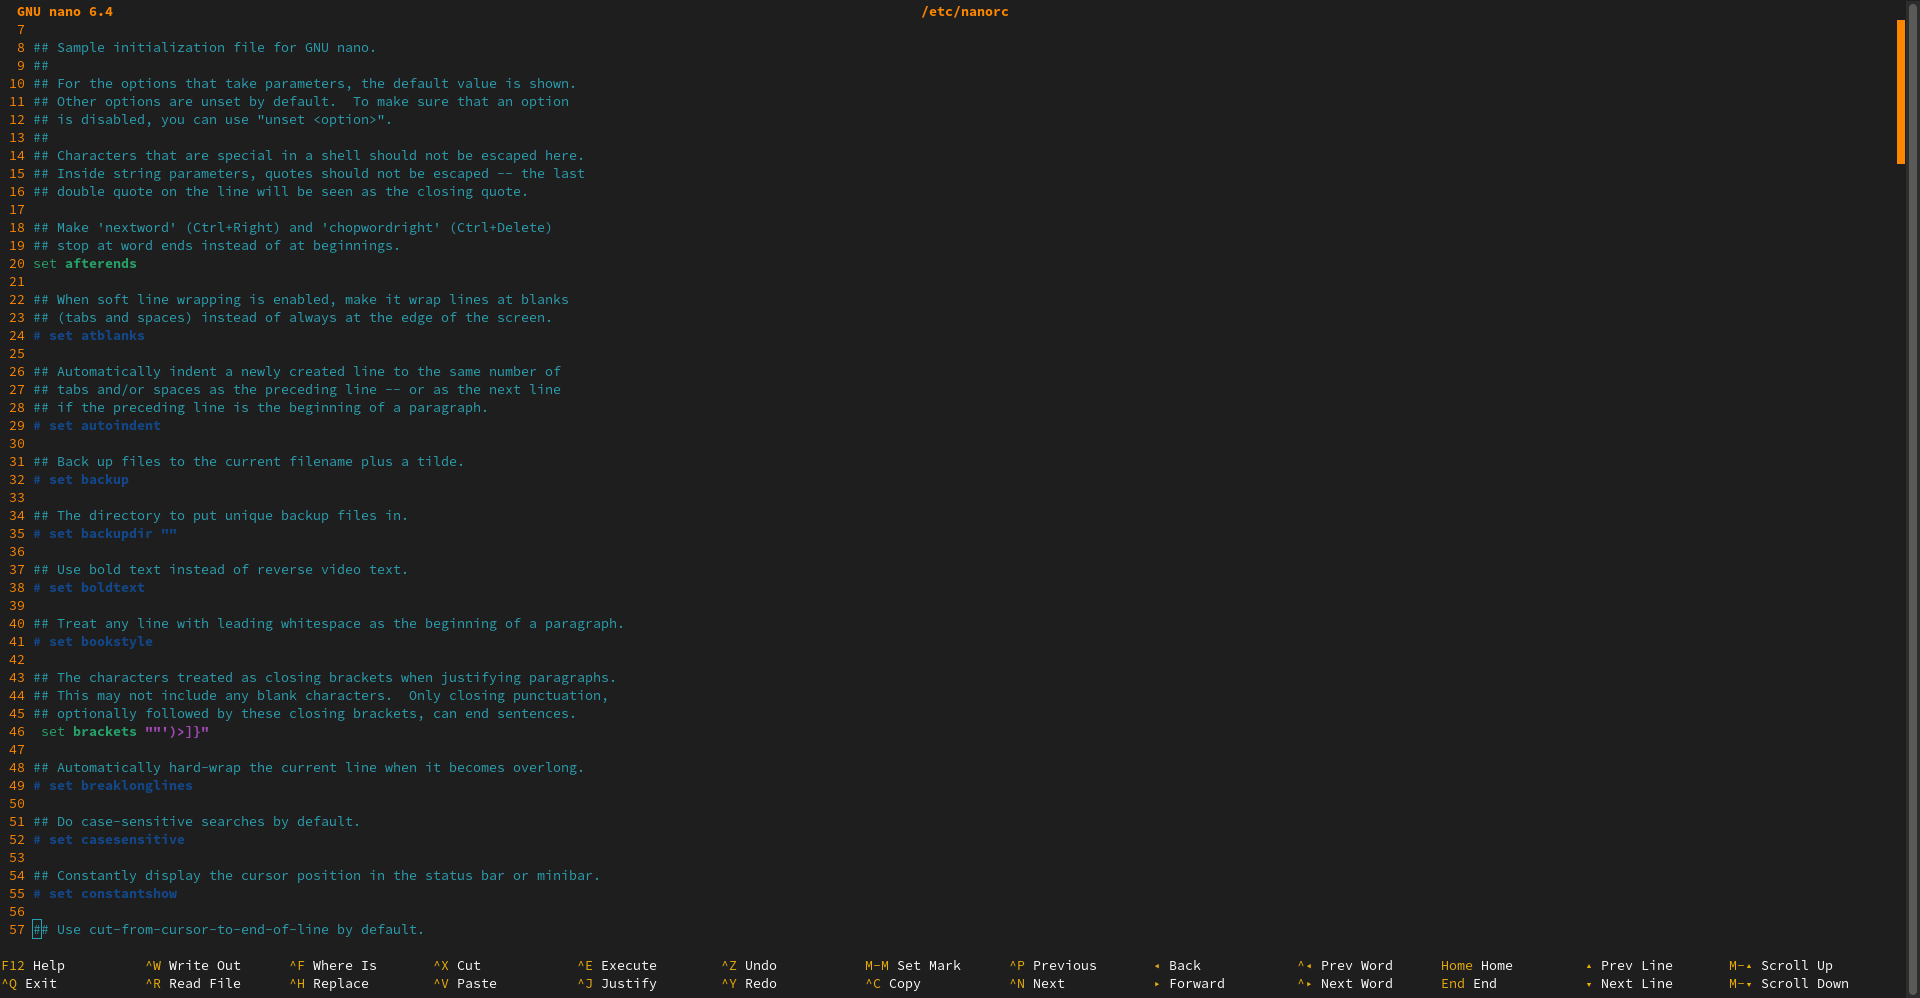 GNU nano 6.4 /etc/nanorc
7
8 ## Sample initialization file for GNU nano.
9 ##
10 ## For the options that take parameters, the default value is shown.
11 ## Other options are unset by default.  To make sure that an option
12 ## is disabled, you can use "unset <option>".
13 ##
14 ## Characters that are special in a shell should not be escaped here.
15 ## Inside string parameters, quotes should not be escaped -- the last
16 ## double quote on the line will be seen as the closing quote.
17
18 ## Make 'nextword' (Ctrl+Right) and 'chopwordright' (Ctrl+Delete)
19 ## stop at word ends instead of at beginnings.
20 set afterends
21
22 ## When soft line wrapping is enabled, make it wrap lines at blanks
23 ## (tabs and spaces) instead of always at the edge of the screen.
24 # set atblanks
25
26 ## Automatically indent a newly created line to the same number of
27 ## tabs and/or spaces as the preceding line -- or as the next line
28 ## if the preceding line is the beginning of a paragraph.
29 # set autoindent
30
31 ## Back up files to the current filename plus a tilde.
32 # set backup
33
34 ## The directory to put unique backup files in.
35 # set backupdir ""
36
37 ## Use bold text instead of reverse video text.
38 # set boldtext
39
40 ## Treat any line with leading whitespace as the beginning of a paragraph.
41 # set bookstyle
42
43 ## The characters treated as closing brackets when justifying paragraphs.
44 ## This may not include any blank characters.  Only closing punctuation,
45 ## optionally followed by these closing brackets, can end sentences.
46  set brackets ""')>]}"
47
48 ## Automatically hard-wrap the current line when it becomes overlong.
49 # set breaklonglines
50
51 ## Do case-sensitive searches by default.
52 # set casesensitive
53
54 ## Constantly display the cursor position in the status bar or minibar.
55 # set constantshow
56
57 ## Use cut-from-cursor-to-end-of-line by default.
F12 Help ^W Write Out ^F Where Is ^X Cut ^E Execute ^Z Undo M-M Set Mark ^P Previous ◂ Back ^◂ Prev Word Home Home ▴ Prev Line M-▴ Scroll Up
^Q Exit ^R Read File ^H Replace ^V Paste ^J Justify ^Y Redo ^C Copy ^N Next ▸ Forward ^▸ Next Word End End ▾ Next Line M-▾ Scroll Down